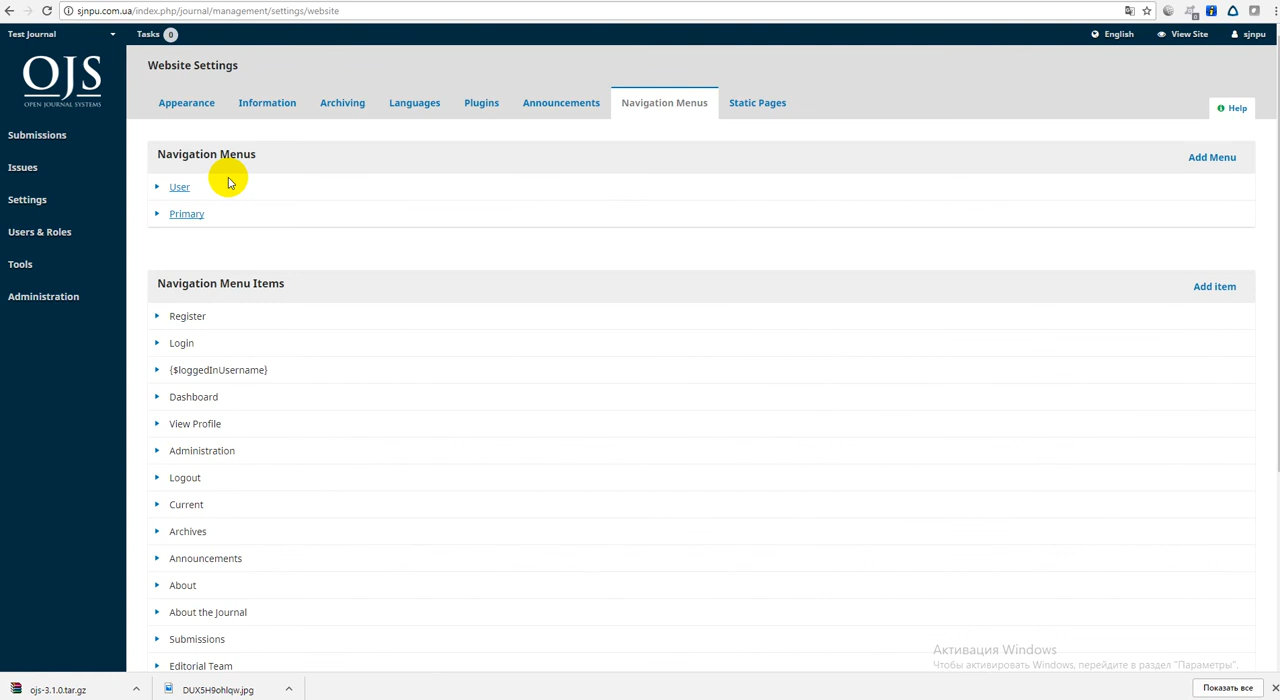 sjnpu.com.ua/index.php/journal/management/settings/website
Test Journal
Tasks 0
English
View Site
sjnpu
OJS
OPEN JOURNAL SYSTEMS
Submissions
Issues
Settings
Users & Roles
Tools
Administration
Website Settings
Appearance
Information
Archiving
Languages
Plugins
Announcements
Navigation Menus
Static Pages
Help
Navigation Menus
Add Menu
User
Primary
Navigation Menu Items
Add item
Register
Login
{$loggedInUsername}
Dashboard
View Profile
Administration
Logout
Current
Archives
Announcements
About
About the Journal
Submissions
Editorial Team
Активация Windows
Чтобы активировать Windows, перейдите в раздел "Параметры".
ojs-3.1.0.tar.gz
DUX5H9ohlqw.jpg
Показать все